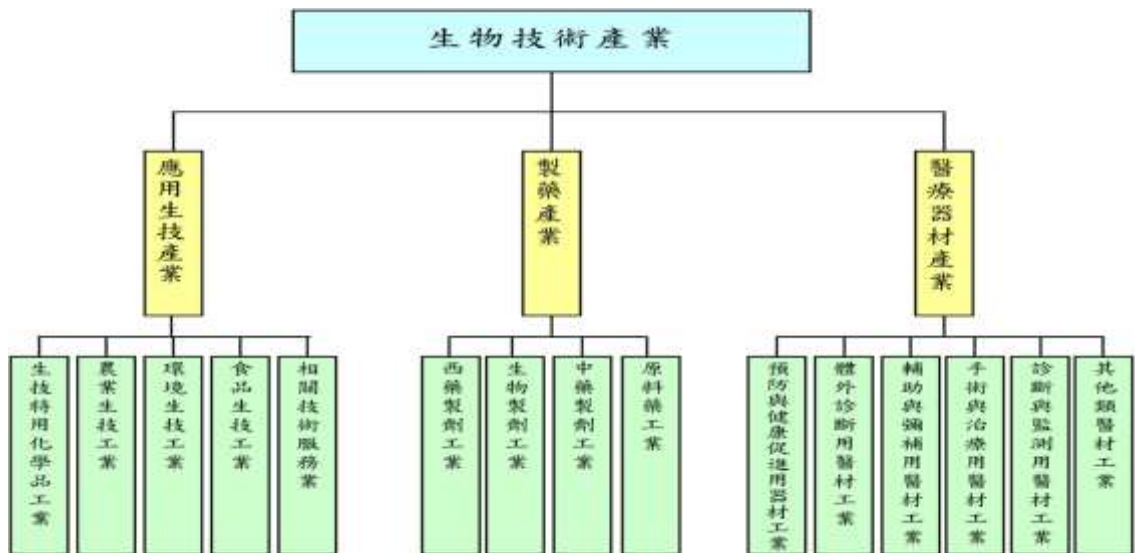 生物技術產業
應用生技產業
製藥產業
醫療器材產業
生技特用化學品工業
農業生技工業
環境生技工業
食品生技工業
相關技術服務業
西藥製劑工業
生物製劑工業
中藥製劑工業
原料藥工業
預防與健康促進用器材工業
體外診斷用醫材工業
輔助與彌補用醫材工業
手術與治療用醫材工業
診斷與監測用醫材工業
其他類醫材工業